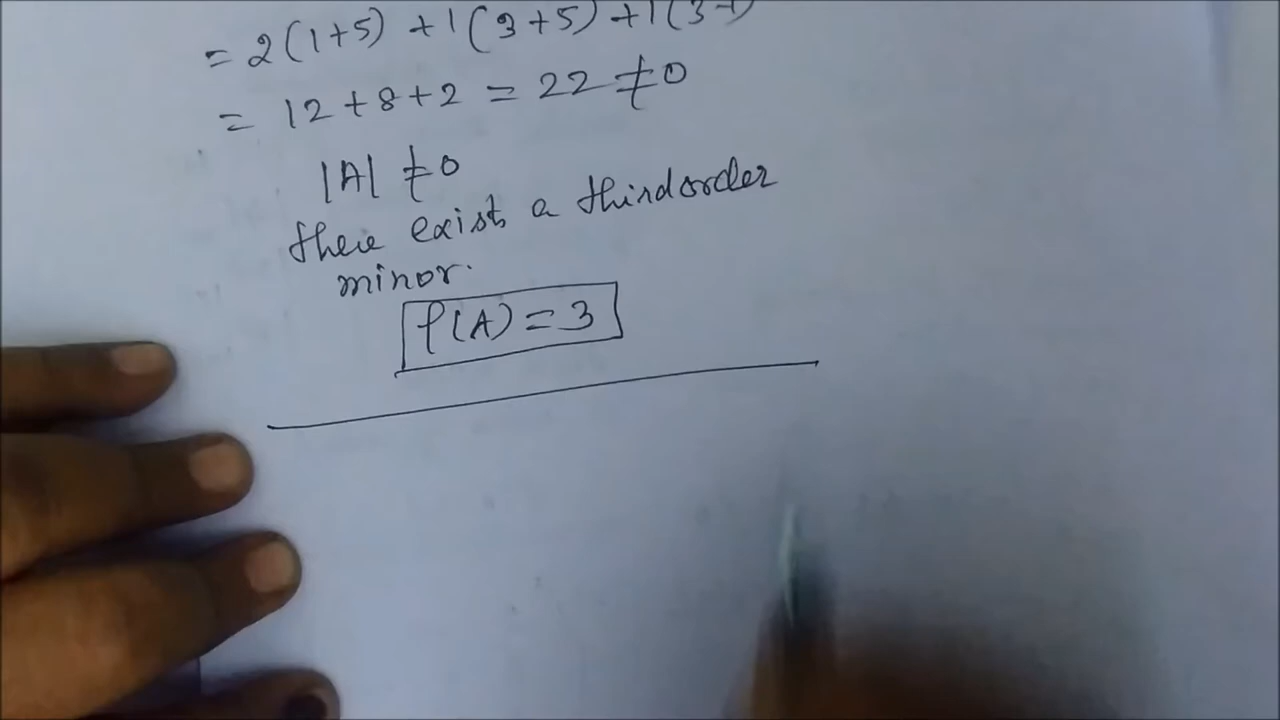 = 2(1+5) + 1(3+5) + 1(3-1)
= 12 + 8 + 2 = 22 ≠ 0
|A| ≠ 0
there exist a third order
minor.
ρ(A) = 3